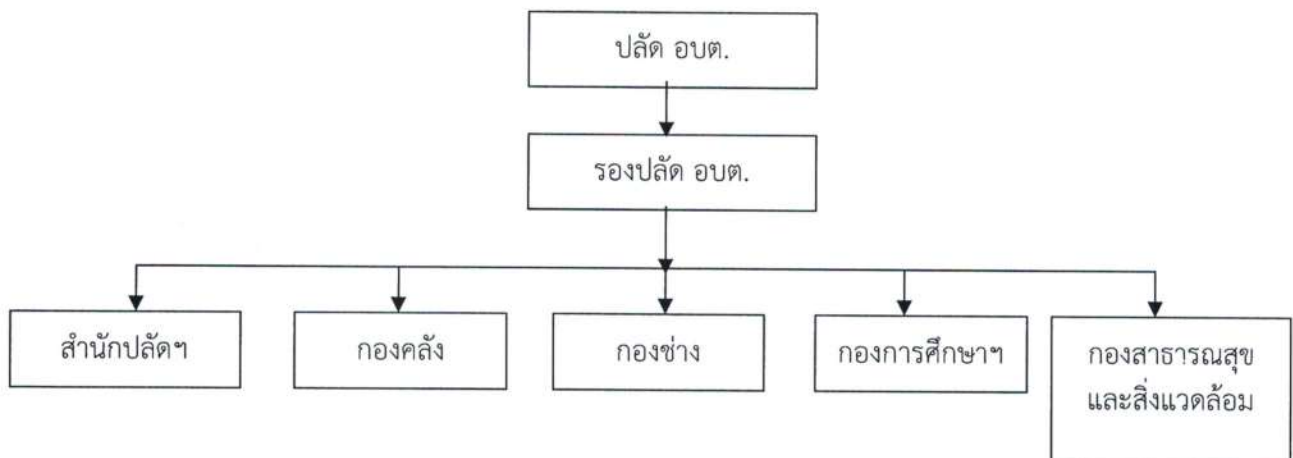 ปลัด อบต.
รองปลัด อบต.
สำนักปลัดฯ
กองคลัง
กองช่าง
กองการศึกษาฯ
กองสาธารณสุข
และสิ่งแวดล้อม